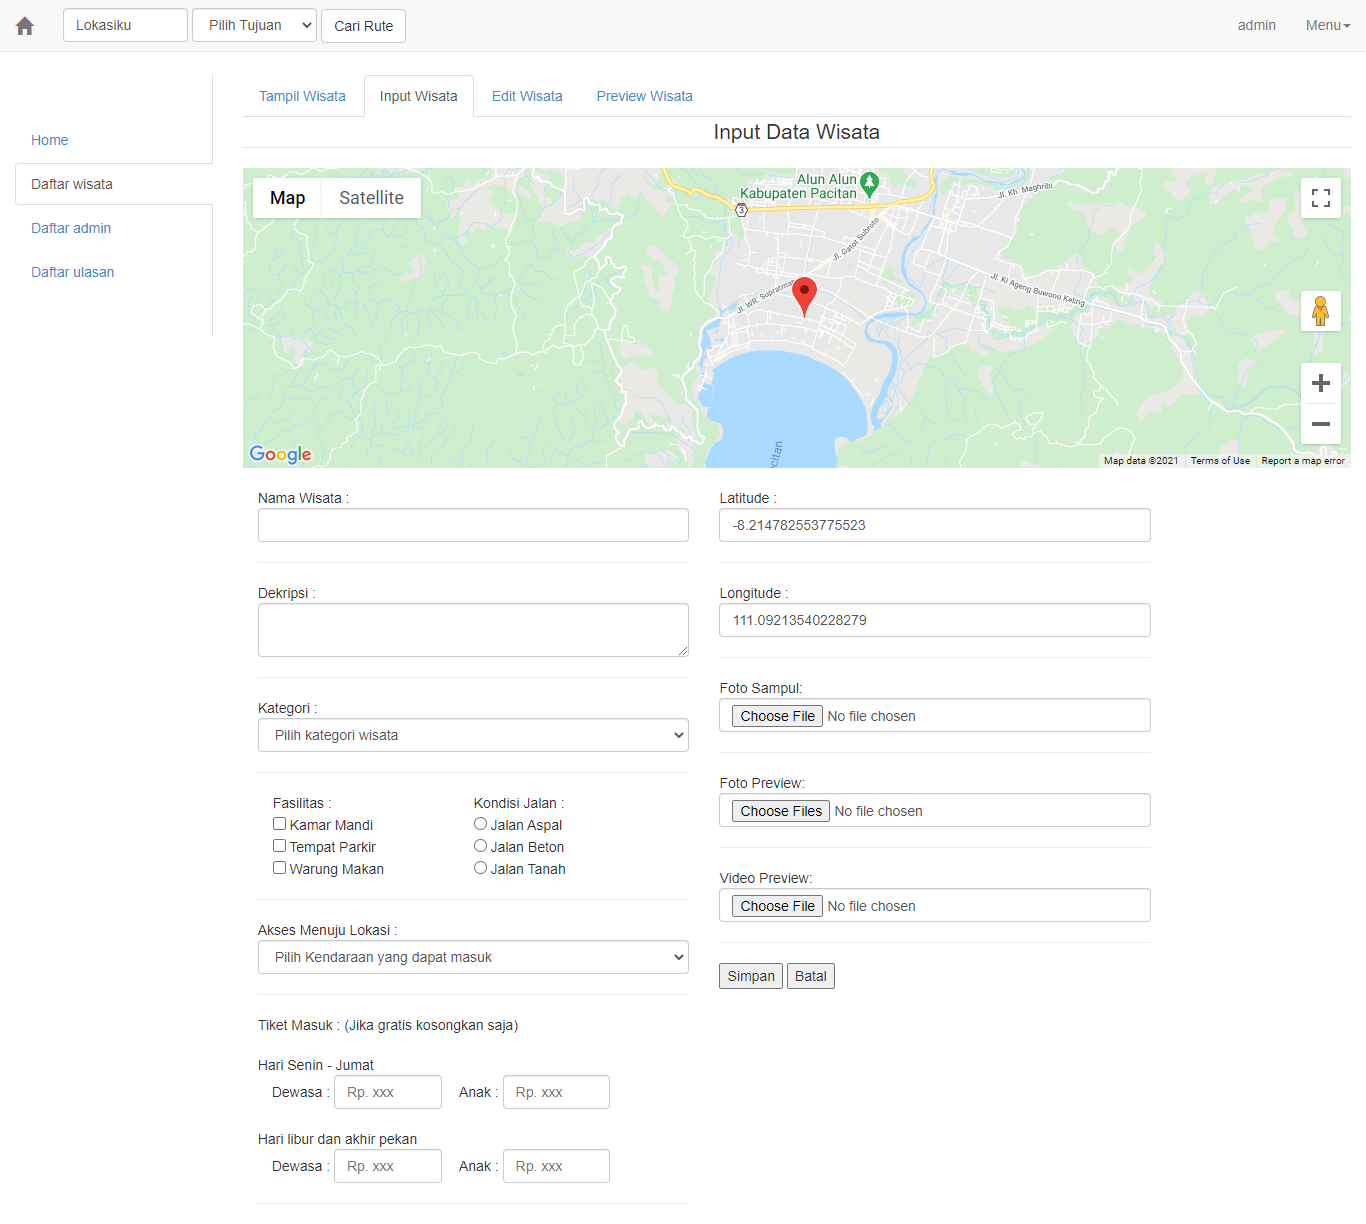 Lokasiku Pilih Tujuan Cari Rute admin Menu
Home
Daftar wisata
Daftar admin
Daftar ulasan
Tampil Wisata Input Wisata Edit Wisata Preview Wisata
Input Data Wisata
Map Satellite
Alun Alun
Kabupaten Pacitan
3
Jl. Kh. Maghribi
Jl. Gatot Subroto
Jl. WR. Supratman
Jl. Ki Ageng Buwono Keling
Google
Map data ©2021 Terms of Use Report a map error
Nama Wisata :
Dekripsi :
Kategori :
Pilih kategori wisata
Fasilitas :
Kamar Mandi
Tempat Parkir
Warung Makan
Kondisi Jalan :
Jalan Aspal
Jalan Beton
Jalan Tanah
Akses Menuju Lokasi :
Pilih Kendaraan yang dapat masuk
Tiket Masuk : (Jika gratis kosongkan saja)
Hari Senin - Jumat
Dewasa : Rp. xxx Anak : Rp. xxx
Hari libur dan akhir pekan
Dewasa : Rp. xxx Anak : Rp. xxx
Latitude :
-8.214782553775523
Longitude :
111.09213540228279
Foto Sampul:
Choose File No file chosen
Foto Preview:
Choose Files No file chosen
Video Preview:
Choose File No file chosen
Simpan Batal